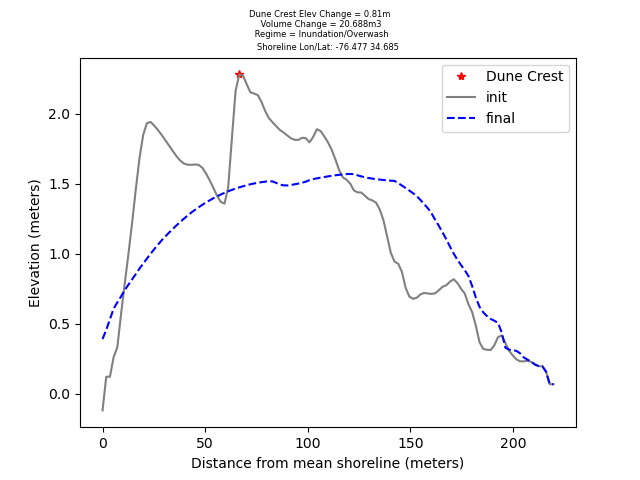 Dune Crest Elev Change = 0.81m
Volume Change = 20.688m3
Regime = Inundation/Overwash
Shoreline Lon/Lat: -76.477 34.685
Dune Crest
init
final
Elevation (meters)
2.0
1.5
1.0
0.5
0.0
0 50 100 150 200
Distance from mean shoreline (meters)